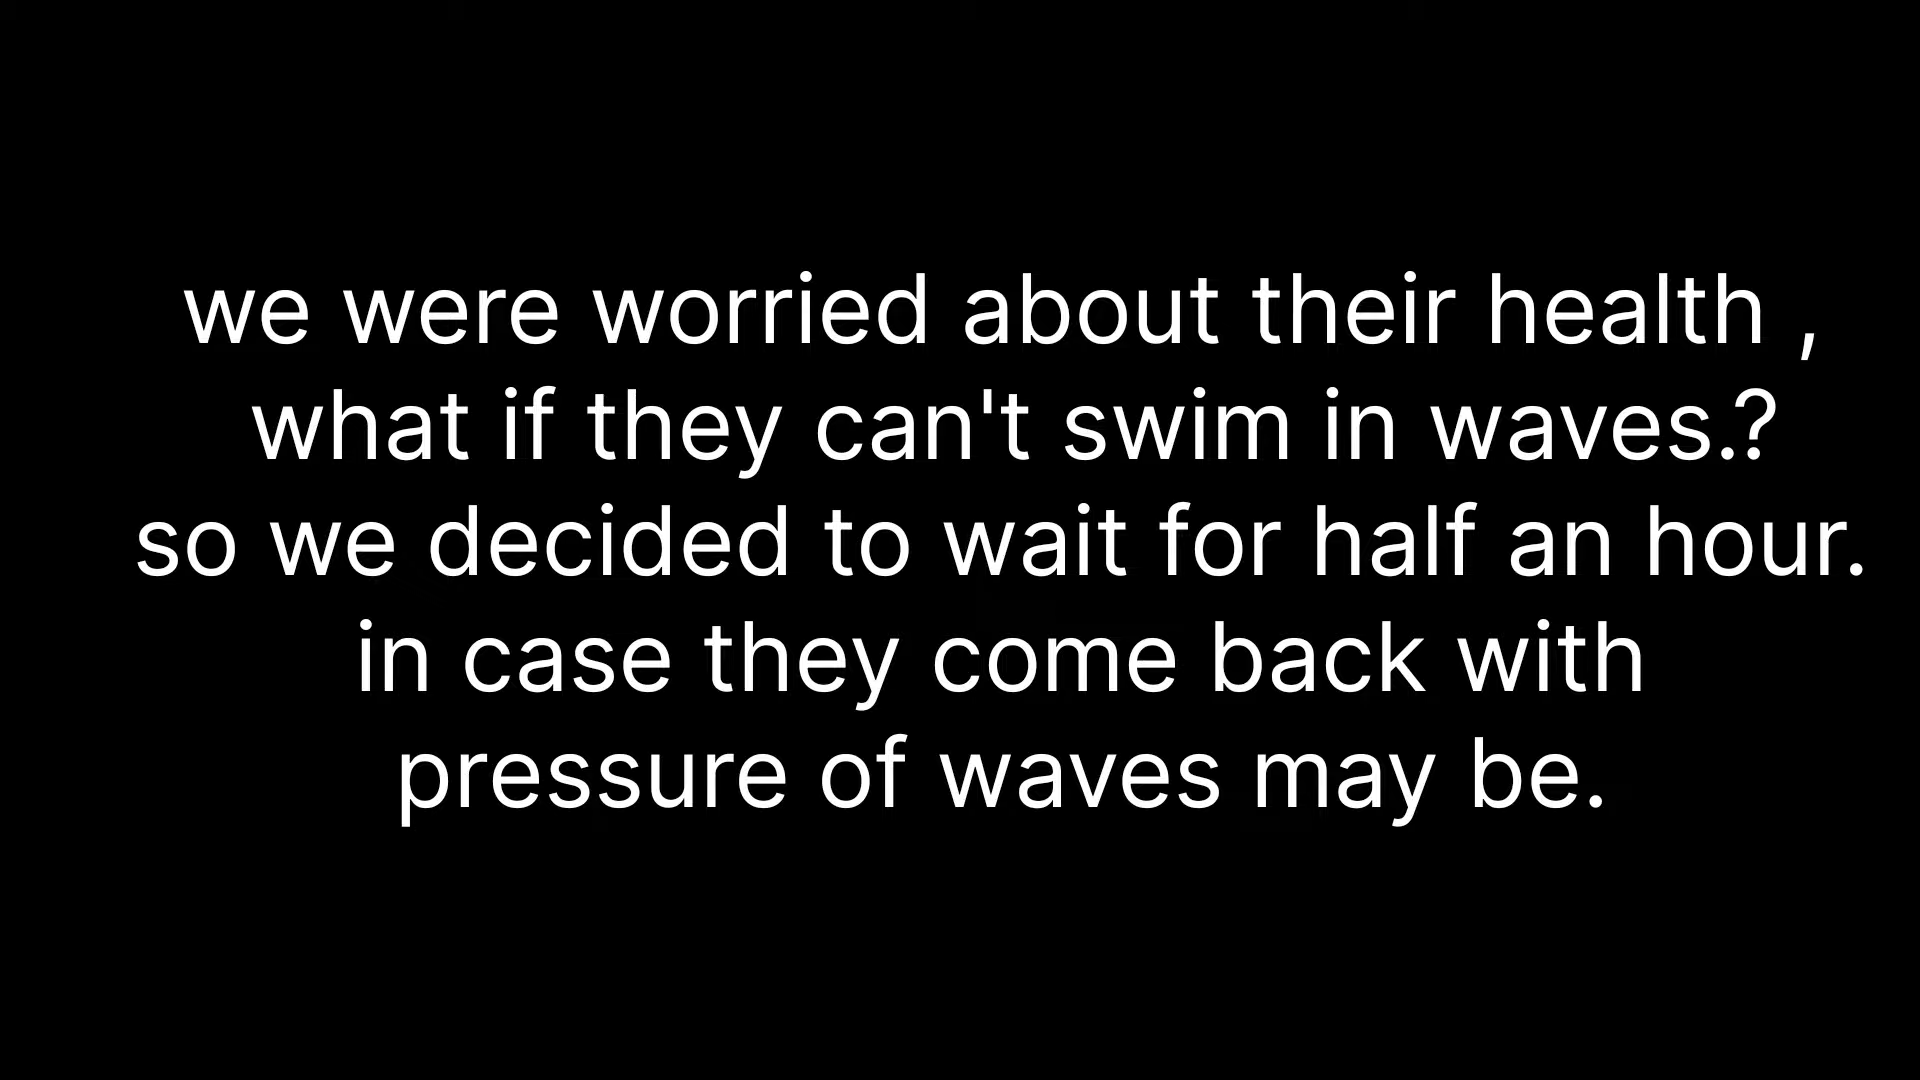 we were worried about their health ,
what if they can't swim in waves.?
so we decided to wait for half an hour.
in case they come back with
pressure of waves may be.